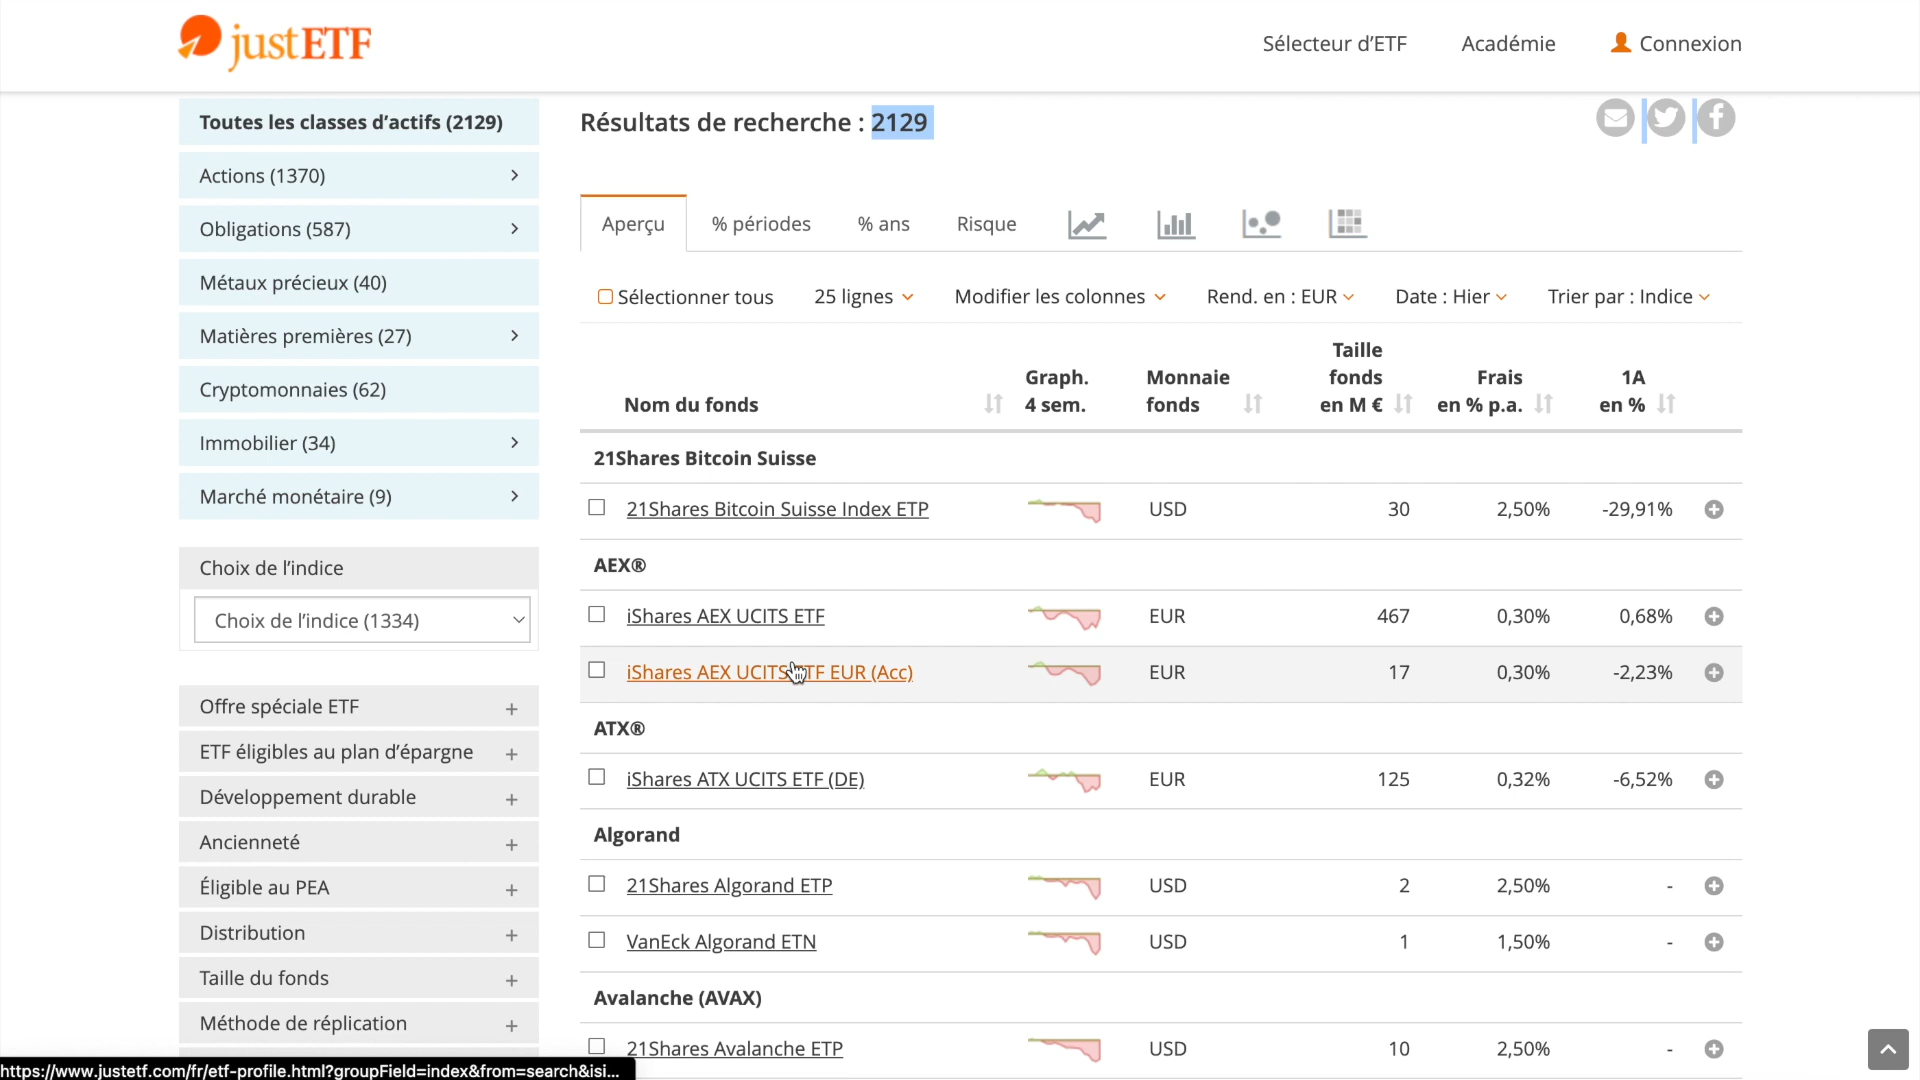 justETF
Sélecteur d'ETF
Académie
Connexion
Toutes les classes d'actifs (2129)
Actions (1370)
Obligations (587)
Métaux précieux (40)
Matières premières (27)
Cryptomonnaies (62)
Immobilier (34)
Marché monétaire (9)
Choix de l'indice
Choix de l'indice (1334)
Offre spéciale ETF +
ETF éligibles au plan d'épargne +
Développement durable +
Ancienneté +
Éligible au PEA +
Distribution +
Taille du fonds +
Méthode de réplication +
Résultats de recherche : 2129
Aperçu % périodes % ans Risque
Sélectionner tous 25 lignes Modifier les colonnes Rend. en : EUR Date : Hier Trier par : Indice
Nom du fonds
Graph.
4 sem.
Monnaie
fonds
Taille
fonds
en M €
Frais
en % p.a.
1A
en %
21Shares Bitcoin Suisse
21Shares Bitcoin Suisse Index ETP USD 30 2,50% -29,91%
AEX®
iShares AEX UCITS ETF EUR 467 0,30% 0,68%
iShares AEX UCITS ETF EUR (Acc) EUR 17 0,30% -2,23%
ATX®
iShares ATX UCITS ETF (DE) EUR 125 0,32% -6,52%
Algorand
21Shares Algorand ETP USD 2 2,50% -
VanEck Algorand ETN USD 1 1,50% -
Avalanche (AVAX)
21Shares Avalanche ETP USD 10 2,50% -
https://www.justetf.com/fr/etf-profile.html?groupField=index&from=search&isi...